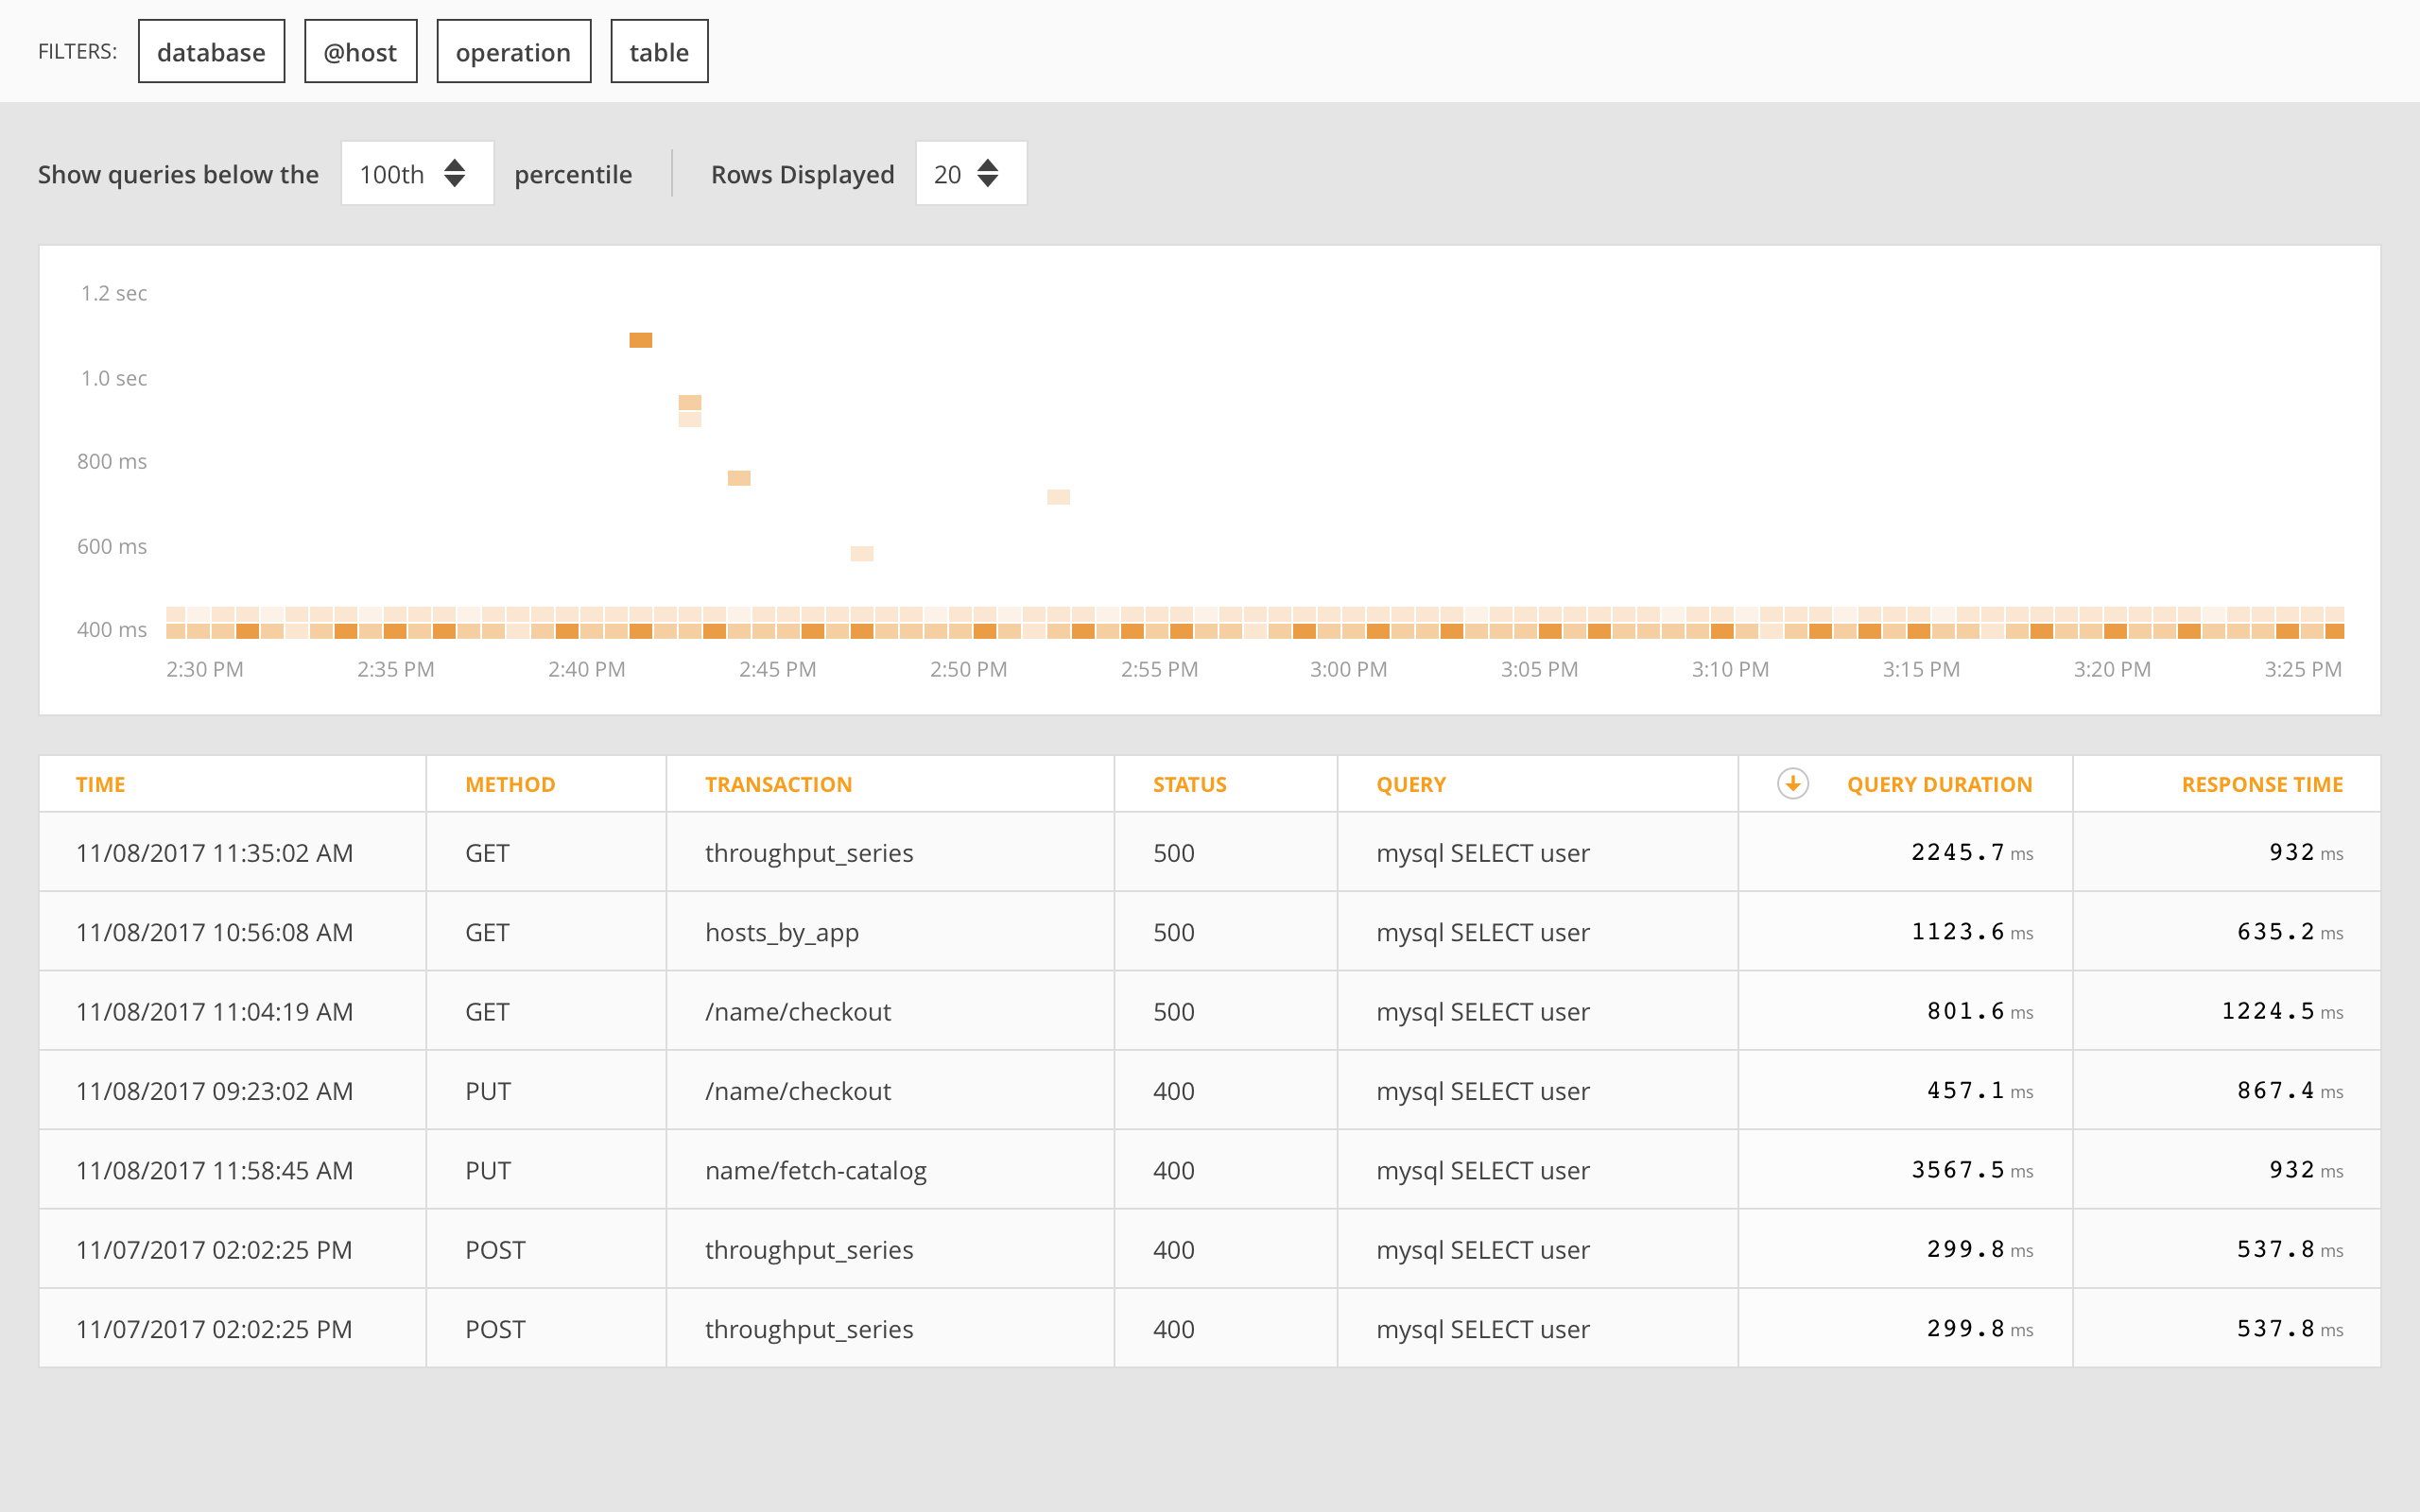 FILTERS: database @host operation table
Show queries below the 100th percentile Rows Displayed 20
1.2 sec
1.0 sec
800 ms
600 ms
400 ms
2:30 PM 2:35 PM 2:40 PM 2:45 PM 2:50 PM 2:55 PM 3:00 PM 3:05 PM 3:10 PM 3:15 PM 3:20 PM 3:25 PM
TIME METHOD TRANSACTION STATUS QUERY QUERY DURATION RESPONSE TIME
11/08/2017 11:35:02 AM GET throughput_series 500 mysql SELECT user 2245.7 ms 932 ms
11/08/2017 10:56:08 AM GET hosts_by_app 500 mysql SELECT user 1123.6 ms 635.2 ms
11/08/2017 11:04:19 AM GET /name/checkout 500 mysql SELECT user 801.6 ms 1224.5 ms
11/08/2017 09:23:02 AM PUT /name/checkout 400 mysql SELECT user 457.1 ms 867.4 ms
11/08/2017 11:58:45 AM PUT name/fetch-catalog 400 mysql SELECT user 3567.5 ms 932 ms
11/07/2017 02:02:25 PM POST throughput_series 400 mysql SELECT user 299.8 ms 537.8 ms
11/07/2017 02:02:25 PM POST throughput_series 400 mysql SELECT user 299.8 ms 537.8 ms